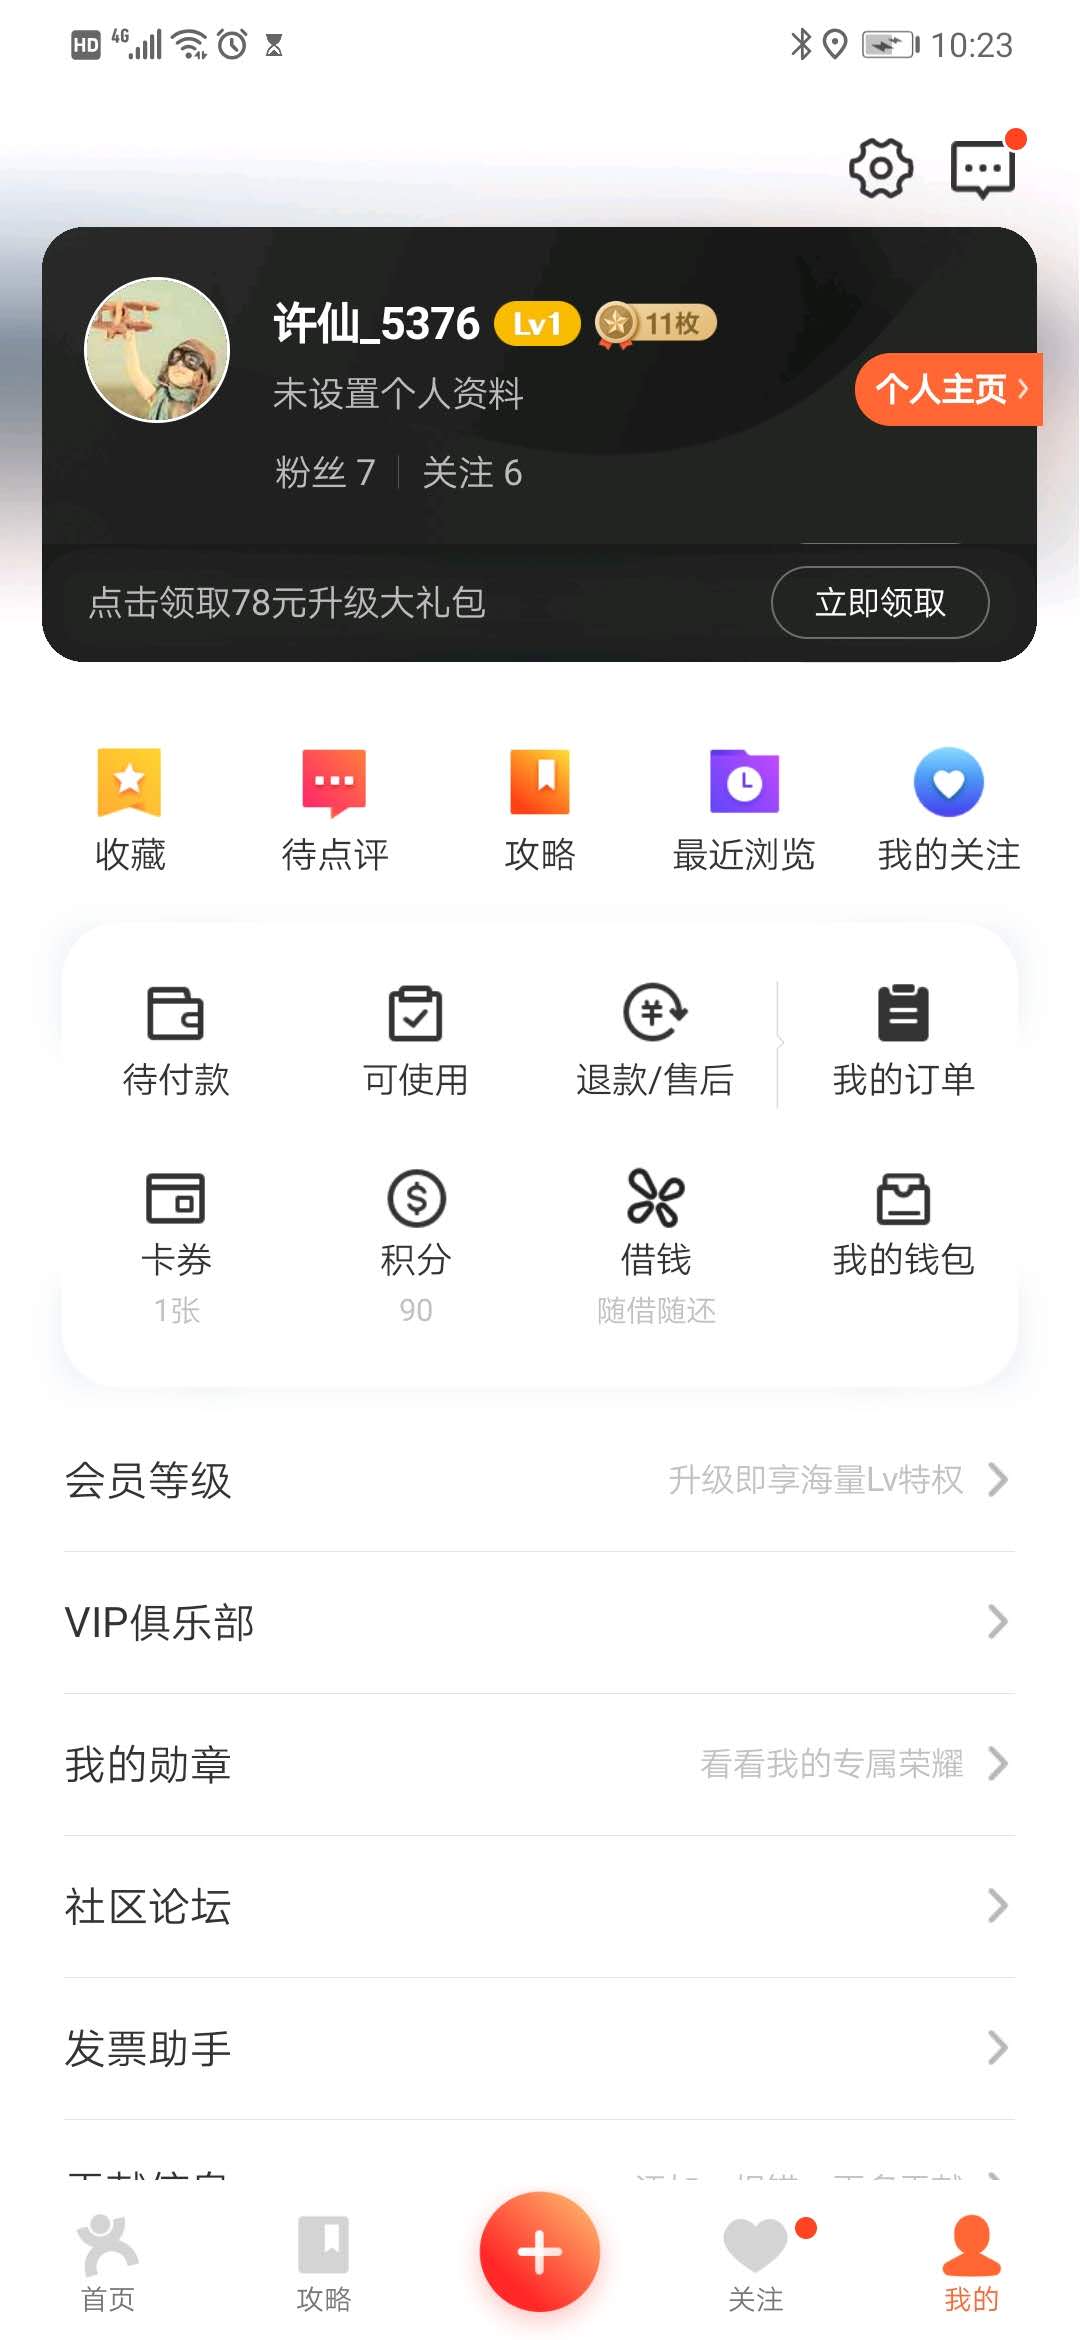 HD 4G 10:23
许仙_5376 Lv1 11枚
未设置个人资料
个人主页
粉丝 7 关注 6
点击领取78元升级大礼包 立即领取
收藏 待点评 攻略 最近浏览 我的关注
待付款 可使用 退款/售后 我的订单
卡券 积分 借钱 我的钱包
1张 90 随借随还
会员等级 升级即享海量Lv特权
VIP俱乐部
我的勋章 看看我的专属荣耀
社区论坛
发票助手
首页 攻略 关注 我的